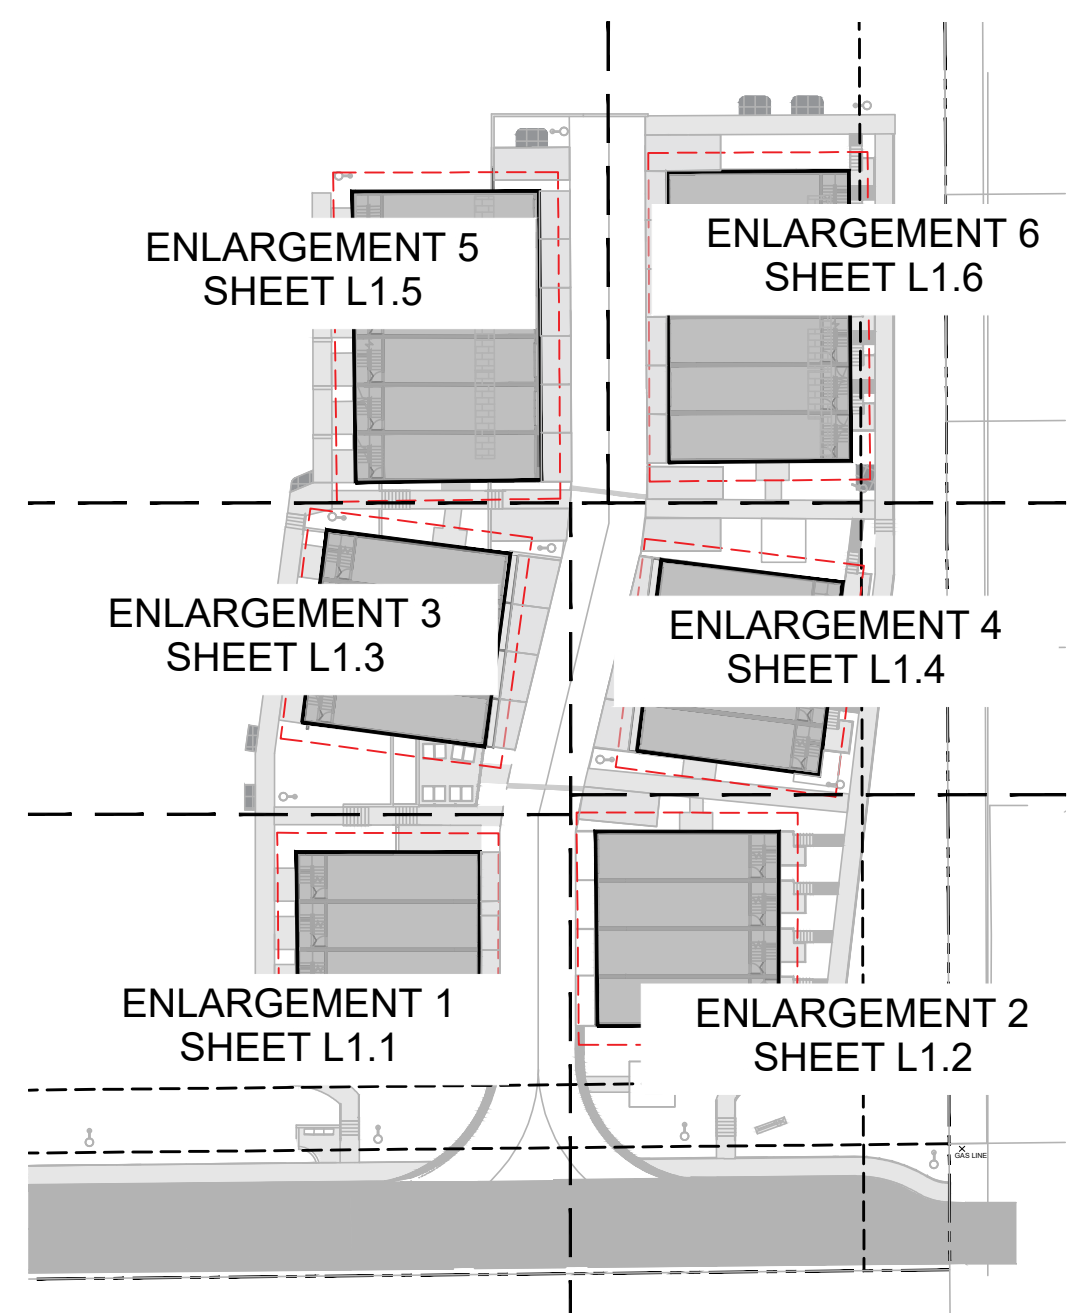 ENLARGEMENT 5
SHEET L1.5
ENLARGEMENT 6
SHEET L1.6
ENLARGEMENT 3
SHEET L1.3
ENLARGEMENT 4
SHEET L1.4
ENLARGEMENT 1
SHEET L1.1
ENLARGEMENT 2
SHEET L1.2
GAS LINE